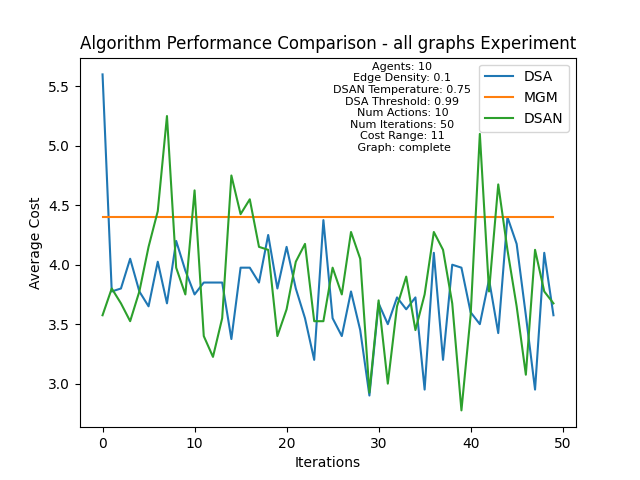 Algorithm Performance Comparison - all graphs Experiment
Agents: 10
Edge Density: 0.1
DSAN Temperature: 0.75
DSA Threshold: 0.99
Num Actions: 10
Num Iterations: 50
Cost Range: 11
Graph: complete
DSA
MGM
DSAN
Average Cost
5.5
5.0
4.5
4.0
3.5
3.0
0 10 20 30 40 50
Iterations